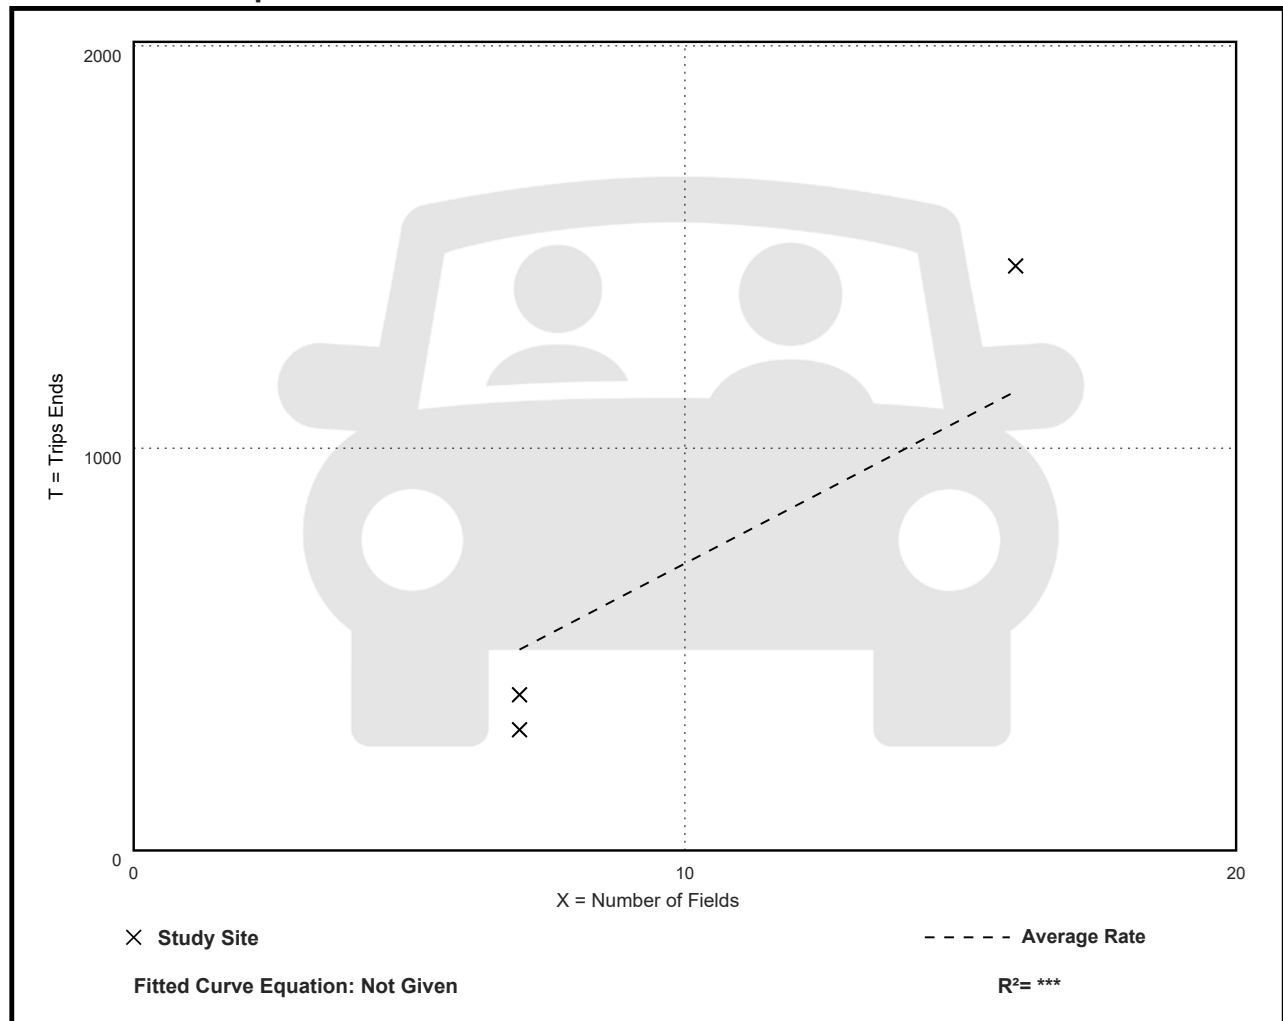 2000
1000
0
T = Trips Ends
0 10 20
X = Number of Fields
Study Site
Average Rate
Fitted Curve Equation: Not Given
R²= ***